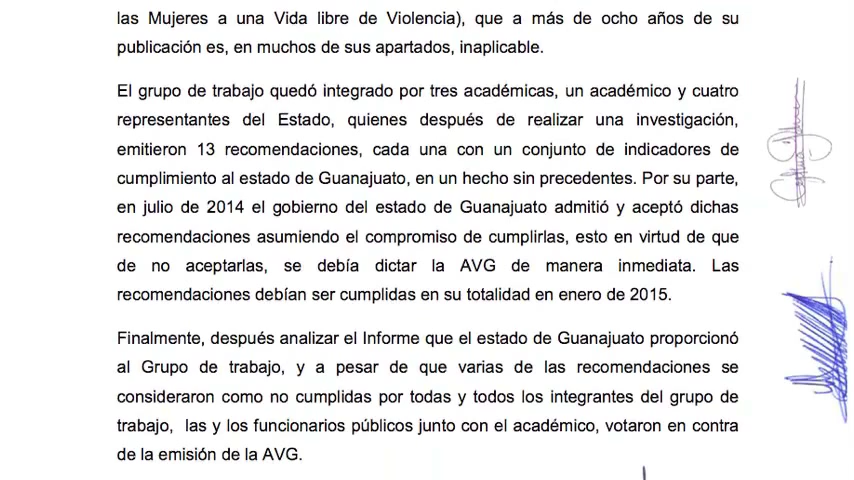 las Mujeres a una Vida libre de Violencia), que a más de ocho años de su
publicación es, en muchos de sus apartados, inaplicable.
El grupo de trabajo quedó integrado por tres académicas, un académico y cuatro
representantes del Estado, quienes después de realizar una investigación,
emitieron 13 recomendaciones, cada una con un conjunto de indicadores de
cumplimiento al estado de Guanajuato, en un hecho sin precedentes. Por su parte,
en julio de 2014 el gobierno del estado de Guanajuato admitió y aceptó dichas
recomendaciones asumiendo el compromiso de cumplirlas, esto en virtud de que
de no aceptarlas, se debía dictar la AVG de manera inmediata. Las
recomendaciones debían ser cumplidas en su totalidad en enero de 2015.
Finalmente, después analizar el Informe que el estado de Guanajuato proporcionó
al Grupo de trabajo, y a pesar de que varias de las recomendaciones se
consideraron como no cumplidas por todas y todos los integrantes del grupo de
trabajo, las y los funcionarios públicos junto con el académico, votaron en contra
de la emisión de la AVG.